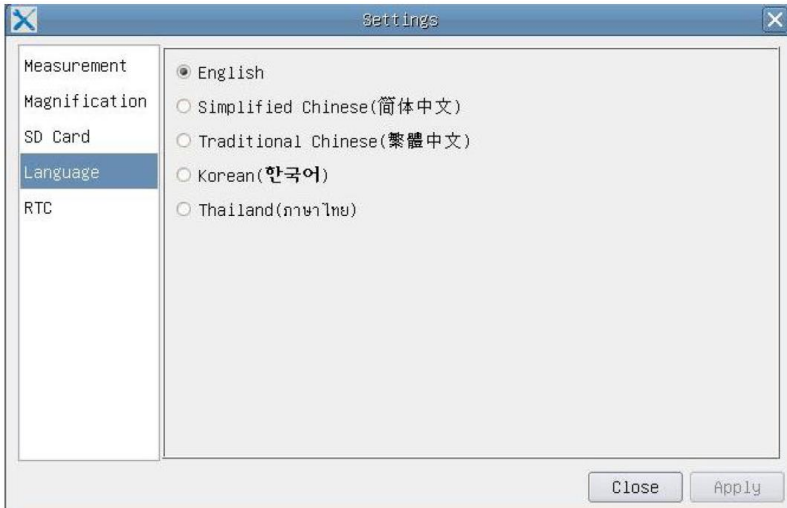 Settings
Measurement
Magnification
SD Card
Language
RTC
English
Simplified Chinese(简体中文)
Traditional Chinese(繁體中文)
Korean(한국어)
Thailand(ภาษาไทย)
Close
Apply